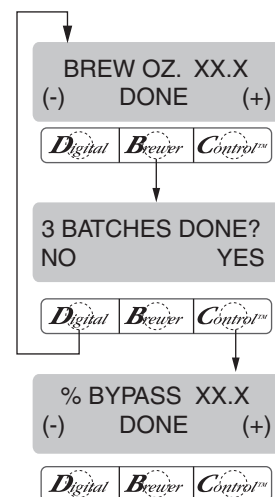 BREW OZ. XX.X
(-) DONE (+)
Digital Brewer Control™
3 BATCHES DONE?
NO YES
Digital Brewer Control™
% BYPASS XX.X
(-) DONE (+)
Digital Brewer Control™